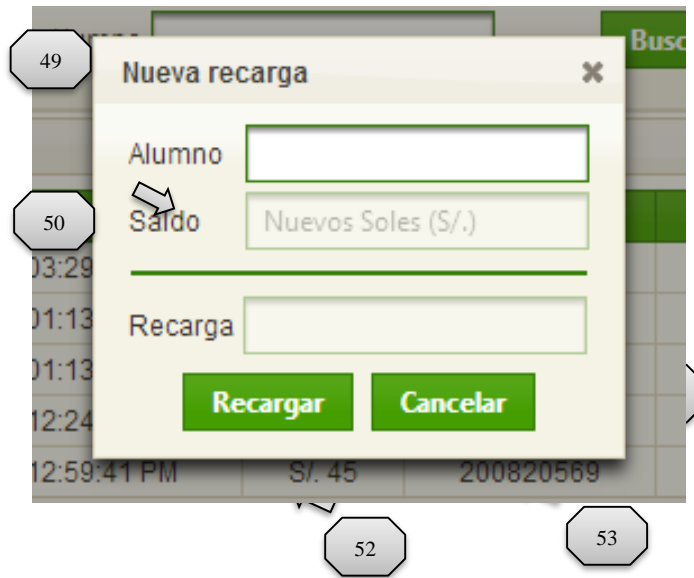 Busc
49
Nueva recarga
Alumno
50
Saldo Nuevos Soles (S/.)
03:29
01:13
Recarga
01:13
Recargar Cancelar
12:24
12:59:41 PM S/. 45 200820569
52
53